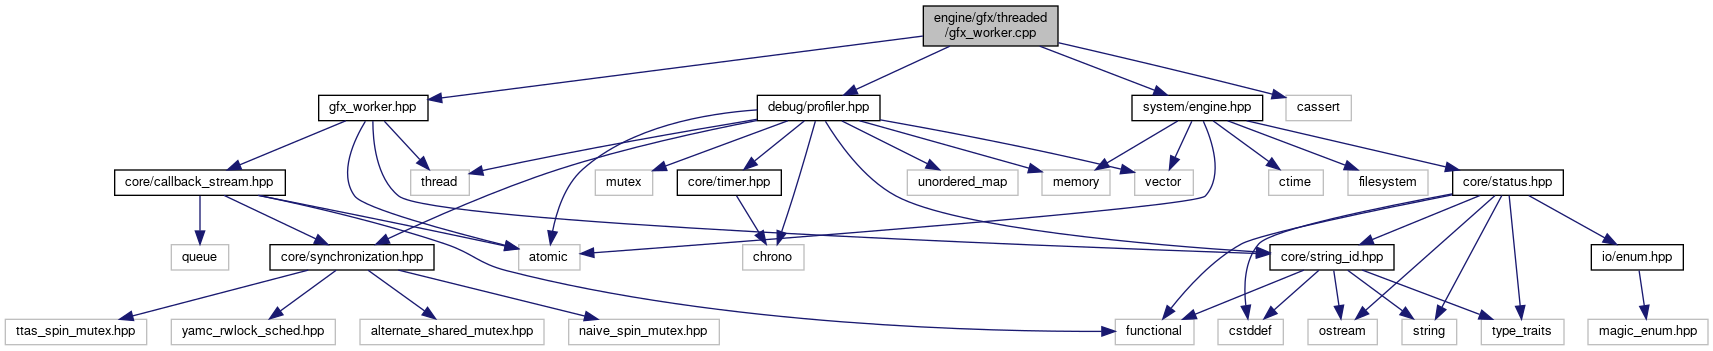 engine/gfx/threaded
/gfx_worker.cpp
gfx_worker.hpp
debug/profiler.hpp
system/engine.hpp
cassert
core/callback_stream.hpp
thread
mutex
core/timer.hpp
unordered_map
memory
vector
ctime
filesystem
core/status.hpp
queue
core/synchronization.hpp
atomic
chrono
core/string_id.hpp
io/enum.hpp
ttas_spin_mutex.hpp
yamc_rwlock_sched.hpp
alternate_shared_mutex.hpp
naive_spin_mutex.hpp
functional
cstddef
ostream
string
type_traits
magic_enum.hpp